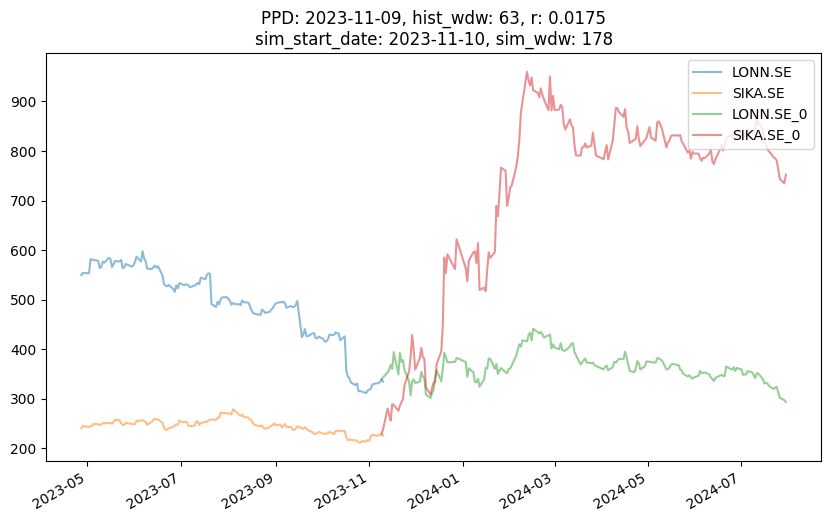 PPD: 2023-11-09, hist_wdw: 63, r: 0.0175
sim_start_date: 2023-11-10, sim_wdw: 178
LONN.SE
SIKA.SE
LONN.SE_0
SIKA.SE_0
900
800
700
600
500
400
300
200
2023-05
2023-07
2023-09
2023-11
2024-01
2024-03
2024-05
2024-07